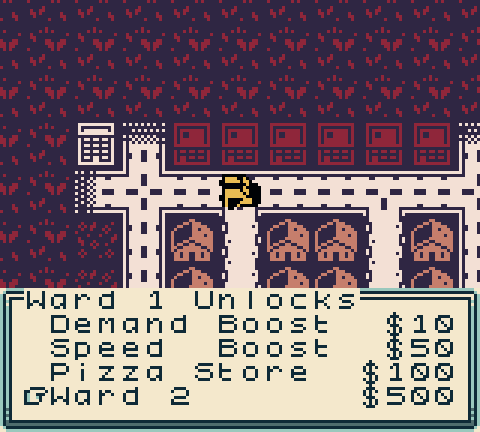 Ward 1 Unlocks
Demand Boost $10
Speed Boost $50
Pizza Store $100
Ward 2 $500